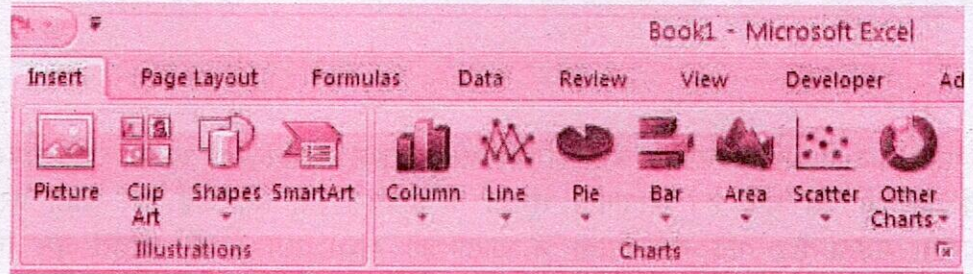 Book1 - Microsoft Excel
Insert Page Layout Formulas Data Review View Developer Ad
Picture Clip Art Shapes SmartArt Column Line Pie Bar Area Scatter Other Charts
Illustrations Charts